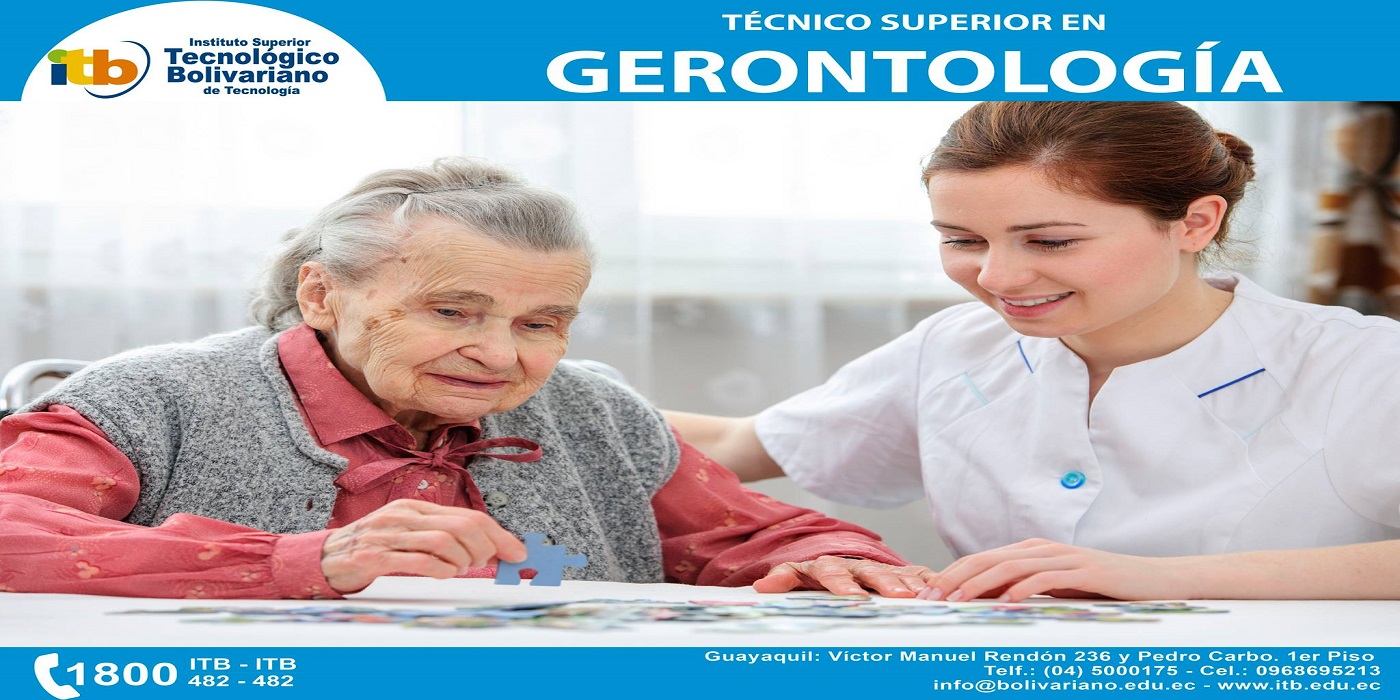 itb
Instituto Superior
Tecnológico
Bolivariano
de Tecnología
TÉCNICO SUPERIOR EN
GERONTOLOGÍA
1800 ITB - ITB
482 - 482
Guayaquil: Víctor Manuel Rendón 236 y Pedro Carbo. 1er Piso
Telf.: (04) 5000175 - Cel.: 0968695213
info@bolivariano.edu.ec - www.itb.edu.ec